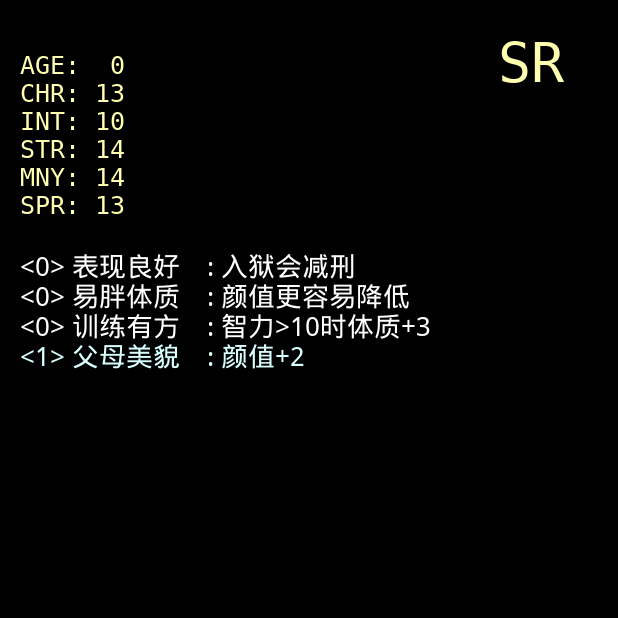 SR
AGE:  0
CHR: 13
INT: 10
STR: 14
MNY: 14
SPR: 13
<0> 表现良好 : 入狱会减刑
<0> 易胖体质 : 颜值更容易降低
<0> 训练有方 : 智力>10时体质+3
<1> 父母美貌 : 颜值+2